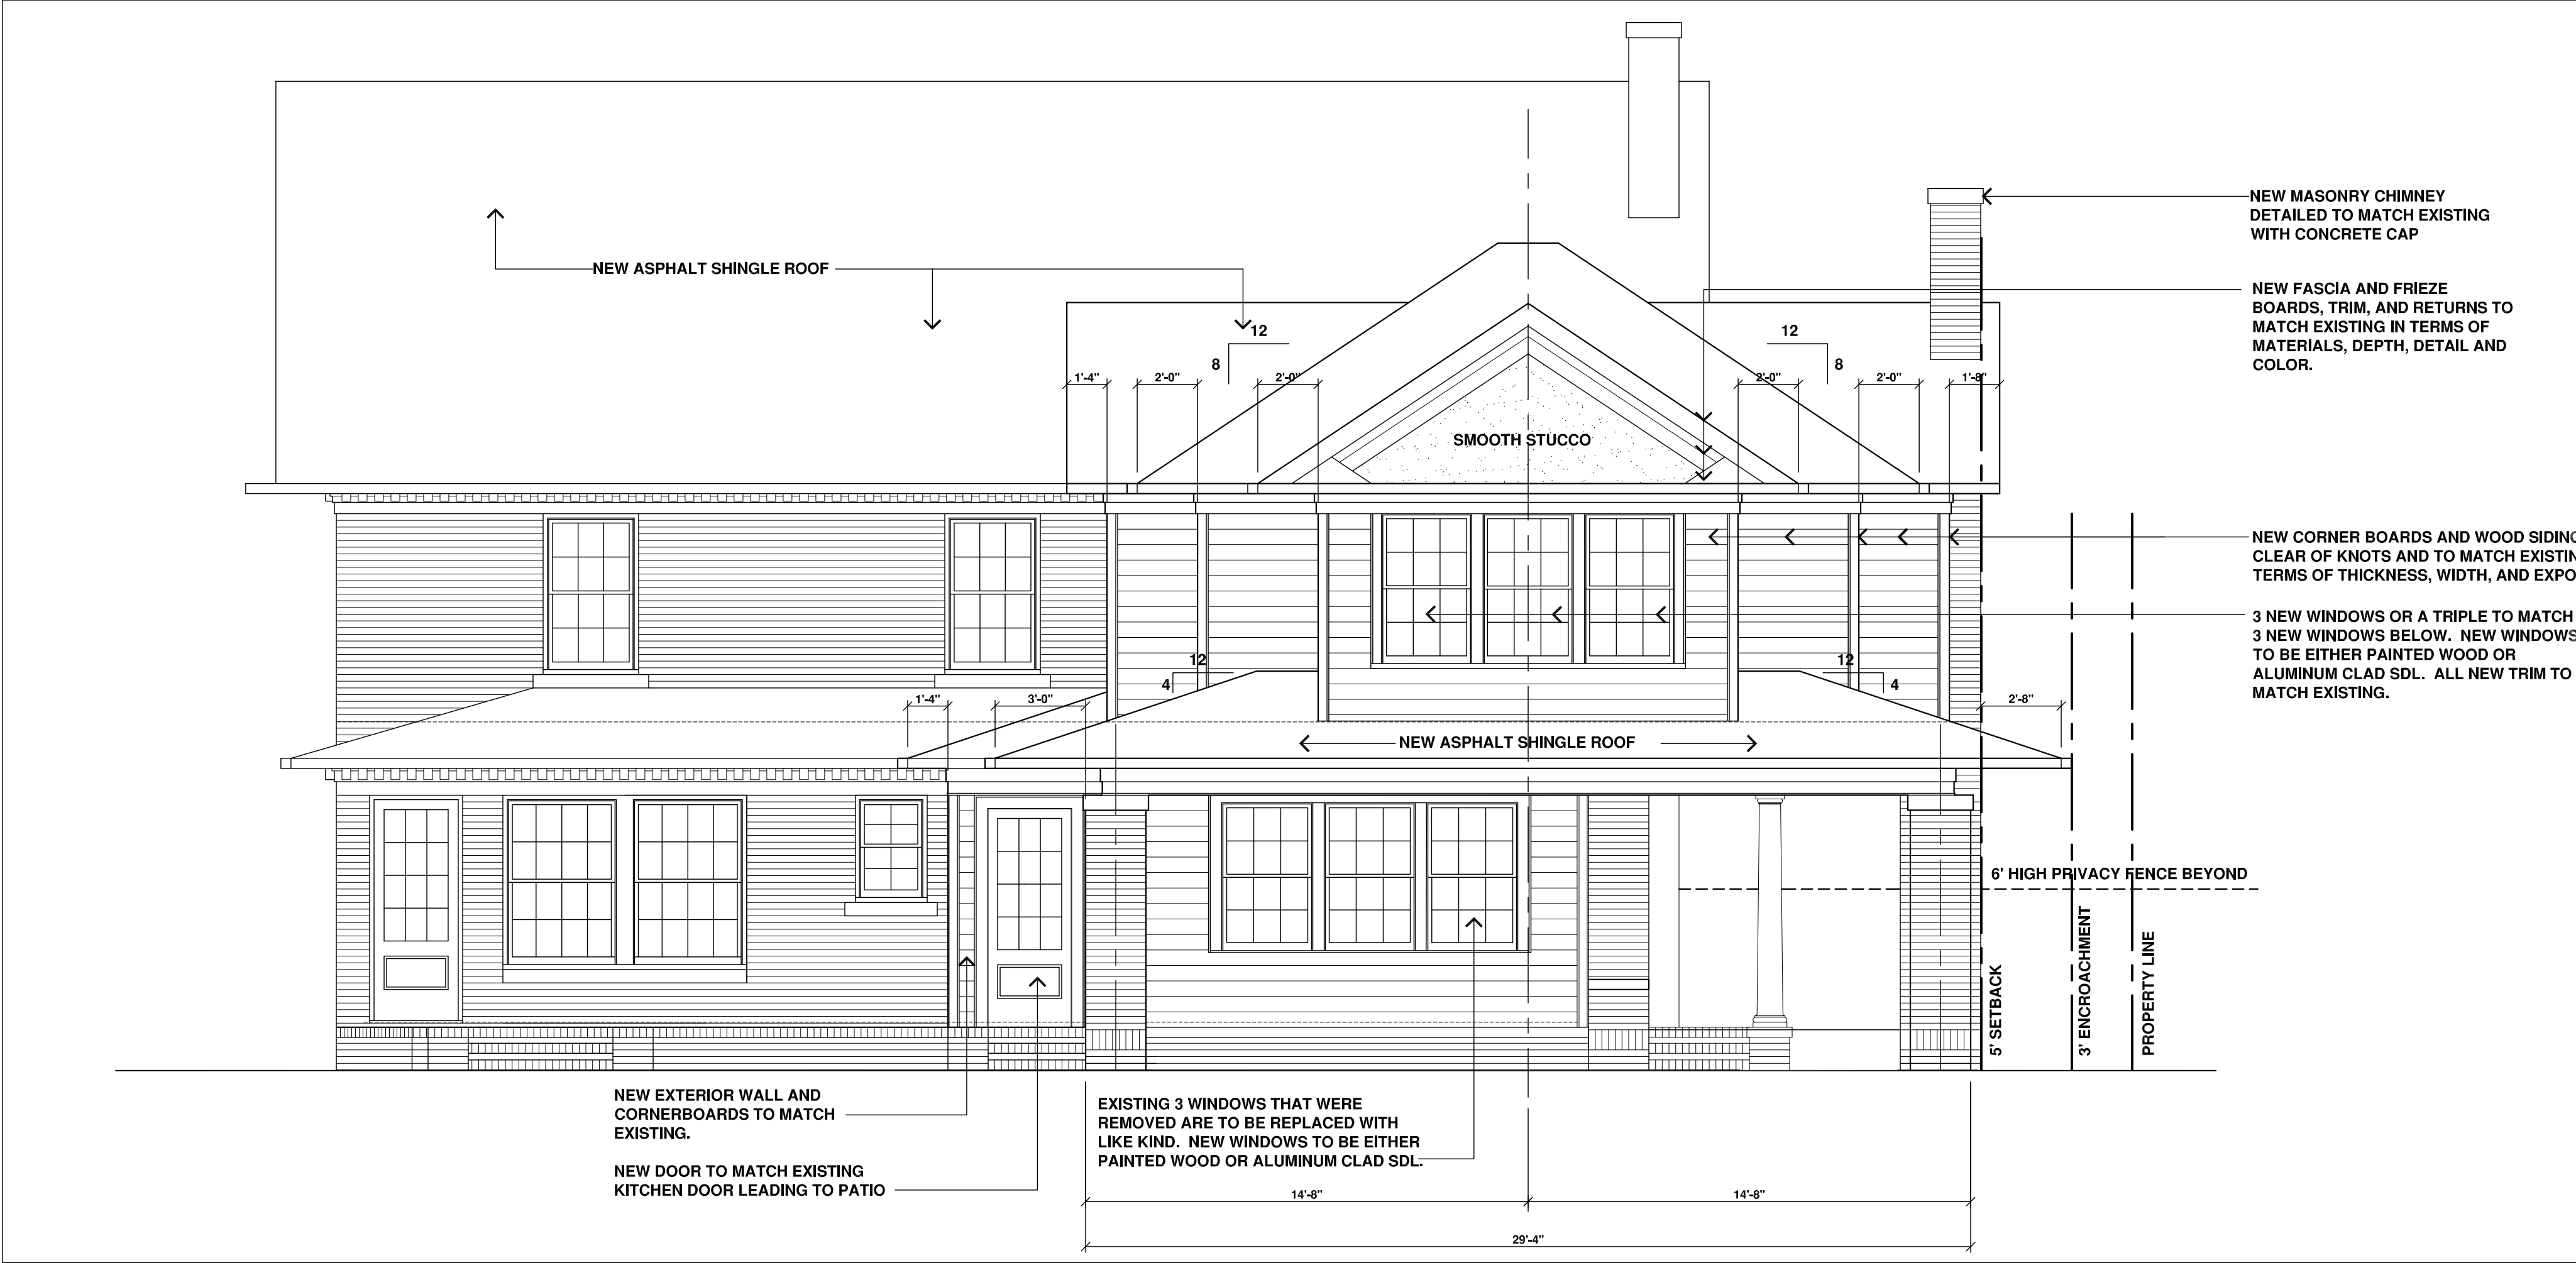 NEW MASONRY CHIMNEY
DETAILED TO MATCH EXISTING
WITH CONCRETE CAP
NEW ASPHALT SHINGLE ROOF
NEW FASCIA AND FRIEZE
BOARDS, TRIM, AND RETURNS TO
MATCH EXISTING IN TERMS OF
MATERIALS, DEPTH, DETAIL AND
COLOR.
12
8
12
8
1'-4"
2'-0"
2'-0"
2'-0"
2'-0"
1'-8"
SMOOTH STUCCO
NEW CORNER BOARDS AND WOOD SIDING
CLEAR OF KNOTS AND TO MATCH EXISTIN
TERMS OF THICKNESS, WIDTH, AND EXPO
3 NEW WINDOWS OR A TRIPLE TO MATCH
3 NEW WINDOWS BELOW. NEW WINDOWS
TO BE EITHER PAINTED WOOD OR
ALUMINUM CLAD SDL. ALL NEW TRIM TO
MATCH EXISTING.
12
4
12
4
1'-4"
3'-0"
2'-8"
NEW ASPHALT SHINGLE ROOF
6' HIGH PRIVACY FENCE BEYOND
5' SETBACK
3' ENCROACHMENT
PROPERTY LINE
NEW EXTERIOR WALL AND
CORNERBOARDS TO MATCH
EXISTING.
NEW DOOR TO MATCH EXISTING
KITCHEN DOOR LEADING TO PATIO
EXISTING 3 WINDOWS THAT WERE
REMOVED ARE TO BE REPLACED WITH
LIKE KIND. NEW WINDOWS TO BE EITHER
PAINTED WOOD OR ALUMINUM CLAD SDL.
14'-8"
14'-8"
29'-4"